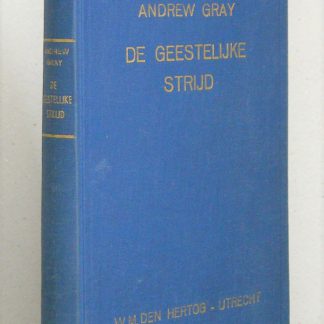 ANDREW GRAY
DE GEESTELIJKE
STRIJD
W.M. DEN HERTOG - UTRECHT
ANDREW
GRAY
DE
GEESTELIJKE
STRIJD